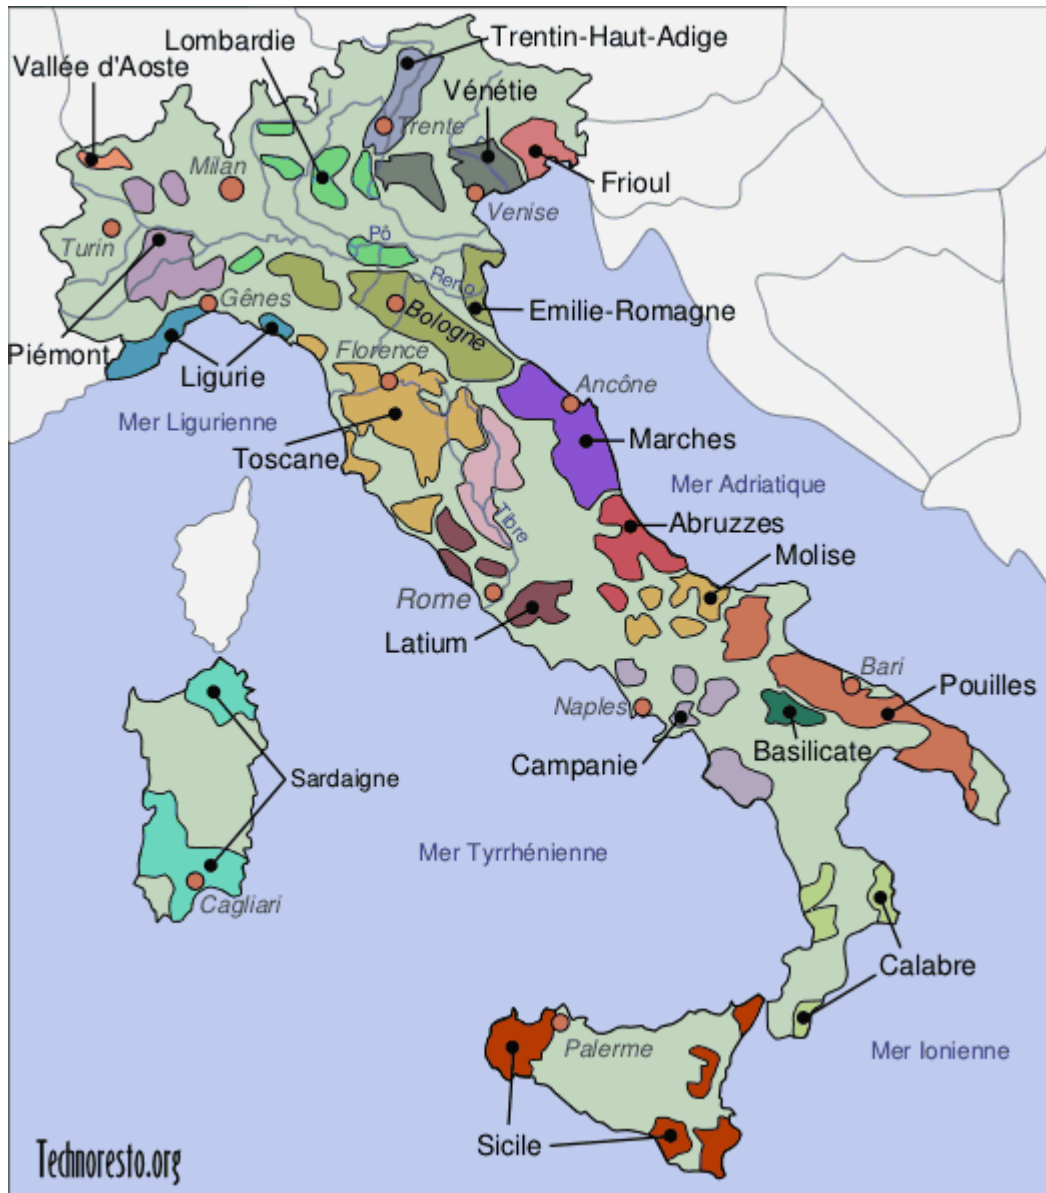 Lombardie
Trentin-Haut-Adige
Vallée d'Aoste
Vénétie
Trente
Milan
Frioul
Venise
Turin
Pô
Reno
Gênes
Emilie-Romagne
Bologne
Piémont
Florence
Ligurie
Ancône
Mer Ligurienne
Marches
Toscane
Mer Adriatique
Tibre
Abruzzes
Molise
Rome
Latium
Bari
Pouilles
Naples
Basilicate
Campanie
Sardaigne
Mer Tyrrhénienne
Cagliari
Calabre
Palerme
Mer Ionienne
Sicile
Technoresto.org